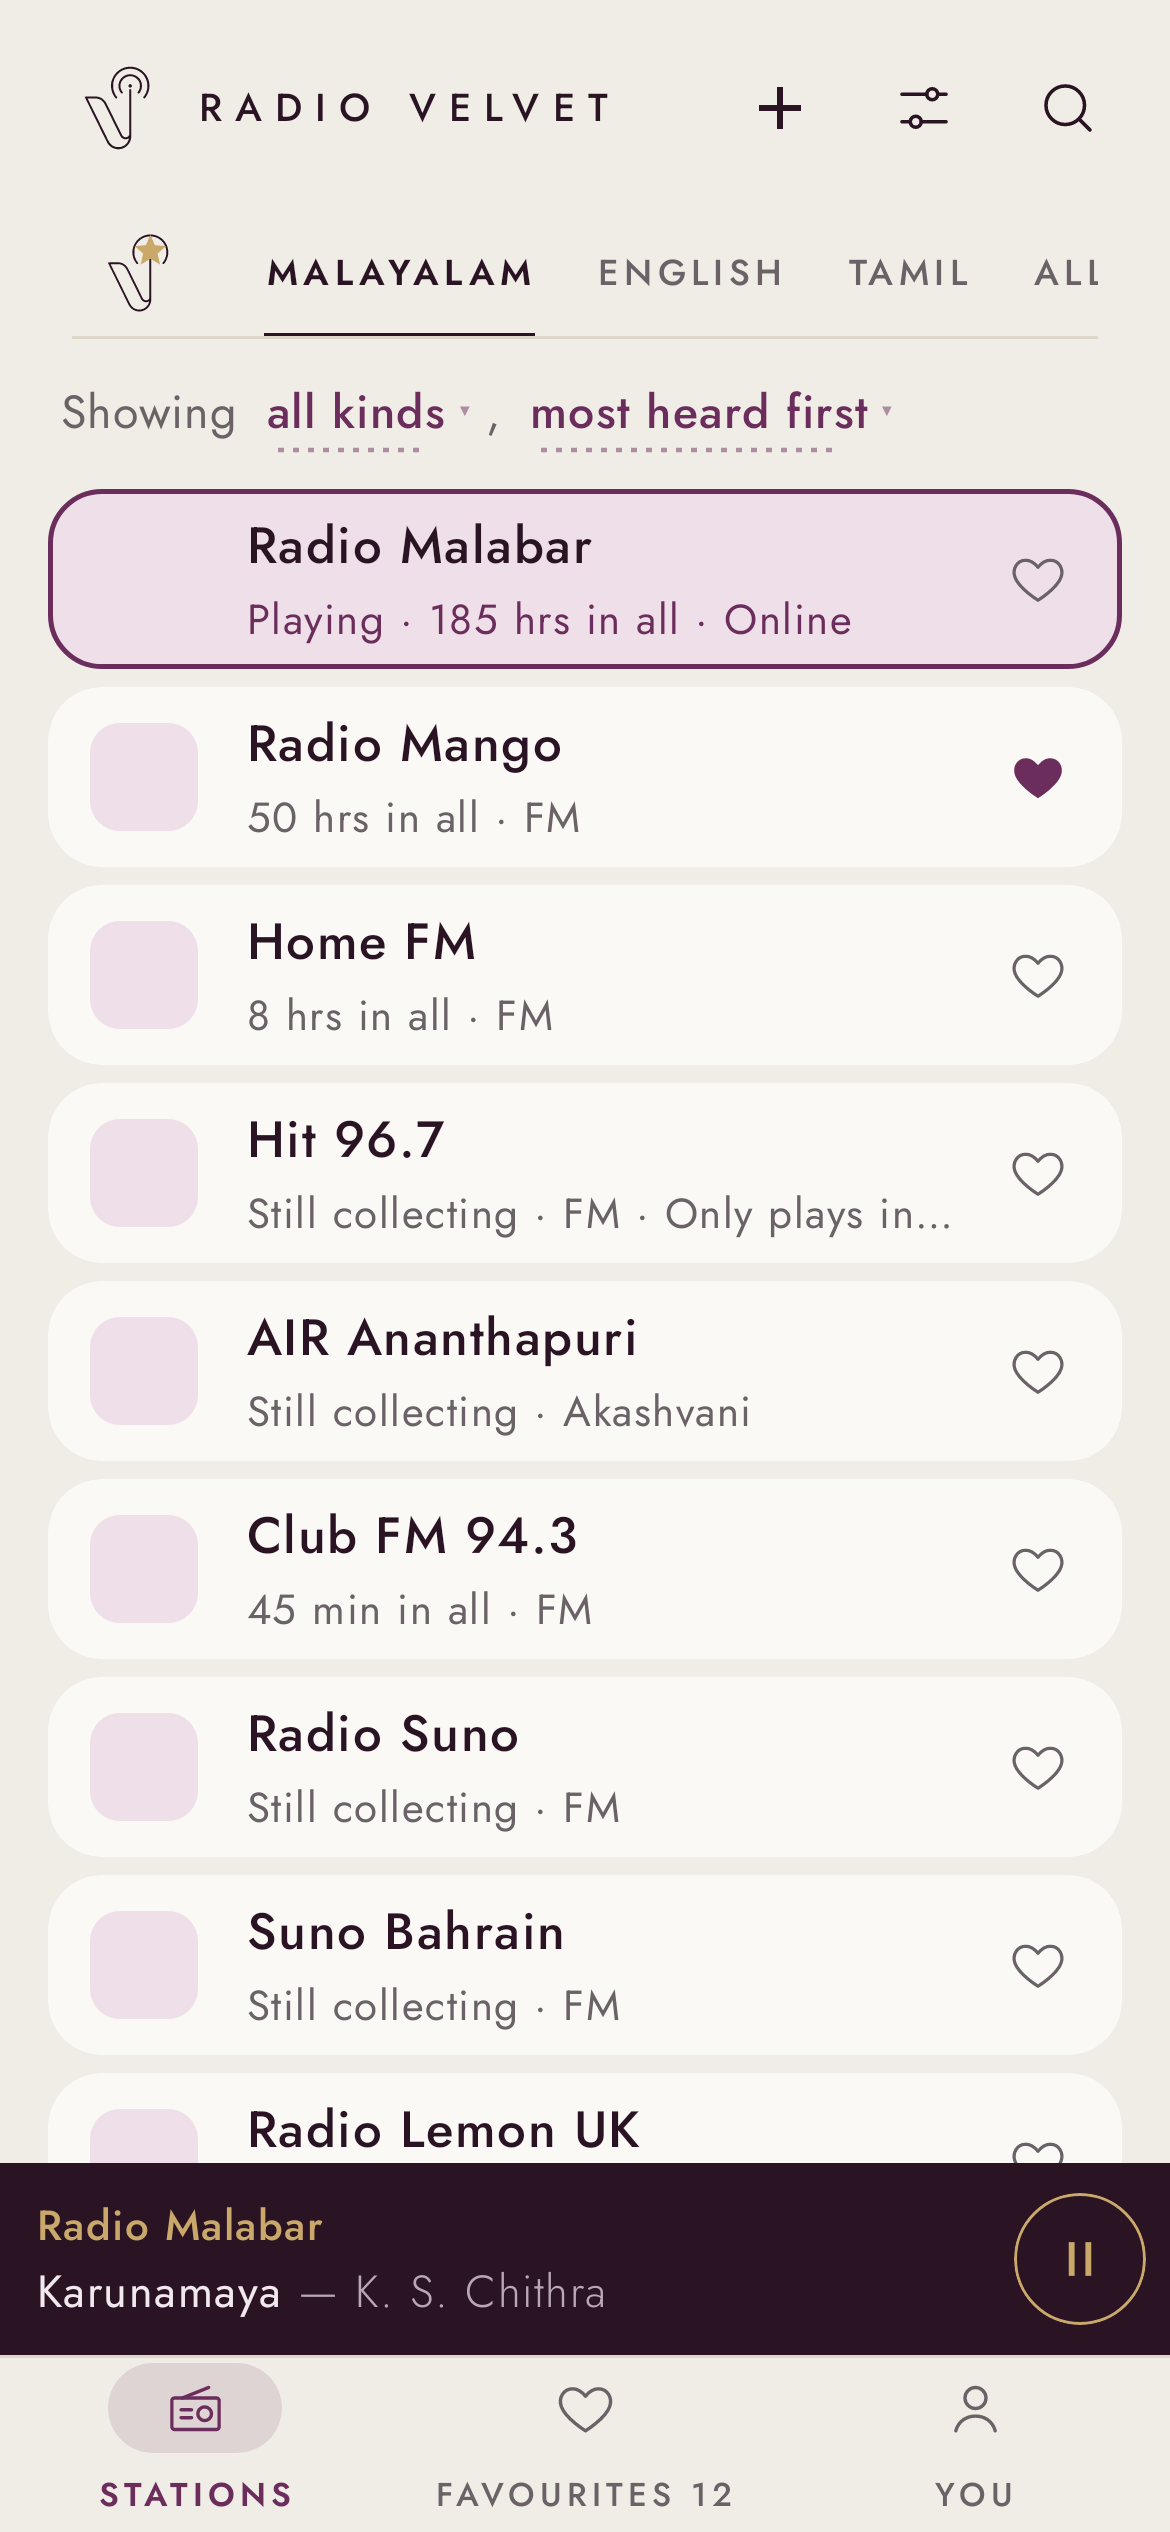 RADIO VELVET
MALAYALAM ENGLISH TAMIL ALL
Showing all kinds ▾ , most heard first ▾
Radio Malabar
Playing · 185 hrs in all · Online
Radio Mango
50 hrs in all · FM
Home FM
8 hrs in all · FM
Hit 96.7
Still collecting · FM · Only plays in...
AIR Ananthapuri
Still collecting · Akashvani
Club FM 94.3
45 min in all · FM
Radio Suno
Still collecting · FM
Suno Bahrain
Still collecting · FM
Radio Lemon UK
Radio Malabar
Karunamaya — K. S. Chithra
STATIONS FAVOURITES 12 YOU